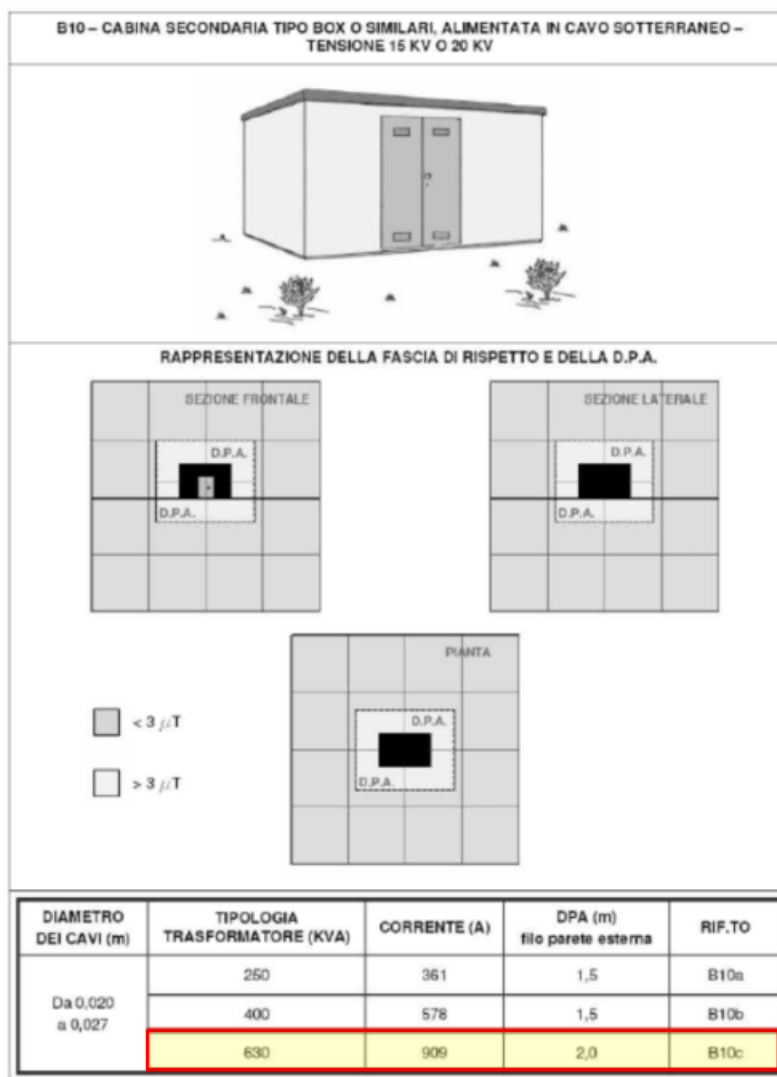 B10 – CABINA SECONDARIA TIPO BOX O SIMILARI, ALIMENTATA IN CAVO SOTTERRANEO –
TENSIONE 15 KV O 20 KV
RAPPRESENTAZIONE DELLA FASCIA DI RISPETTO E DELLA D.P.A.
SEZIONE FRONTALE
D.P.A.
D.P.A.
SEZIONE LATERALE
D.P.A.
D.P.A.
PIANTA
D.P.A.
D.P.A.
< 3 µT
> 3 µT
DIAMETRO DEI CAVI (m)
TIPOLOGIA TRASFORMATORE (KVA)
CORRENTE (A)
DPA (m) filo parete esterna
RIF.TO
Da 0,020 a 0,027
250 361 1,5 B10a
400 578 1,5 B10b
630 909 2,0 B10c